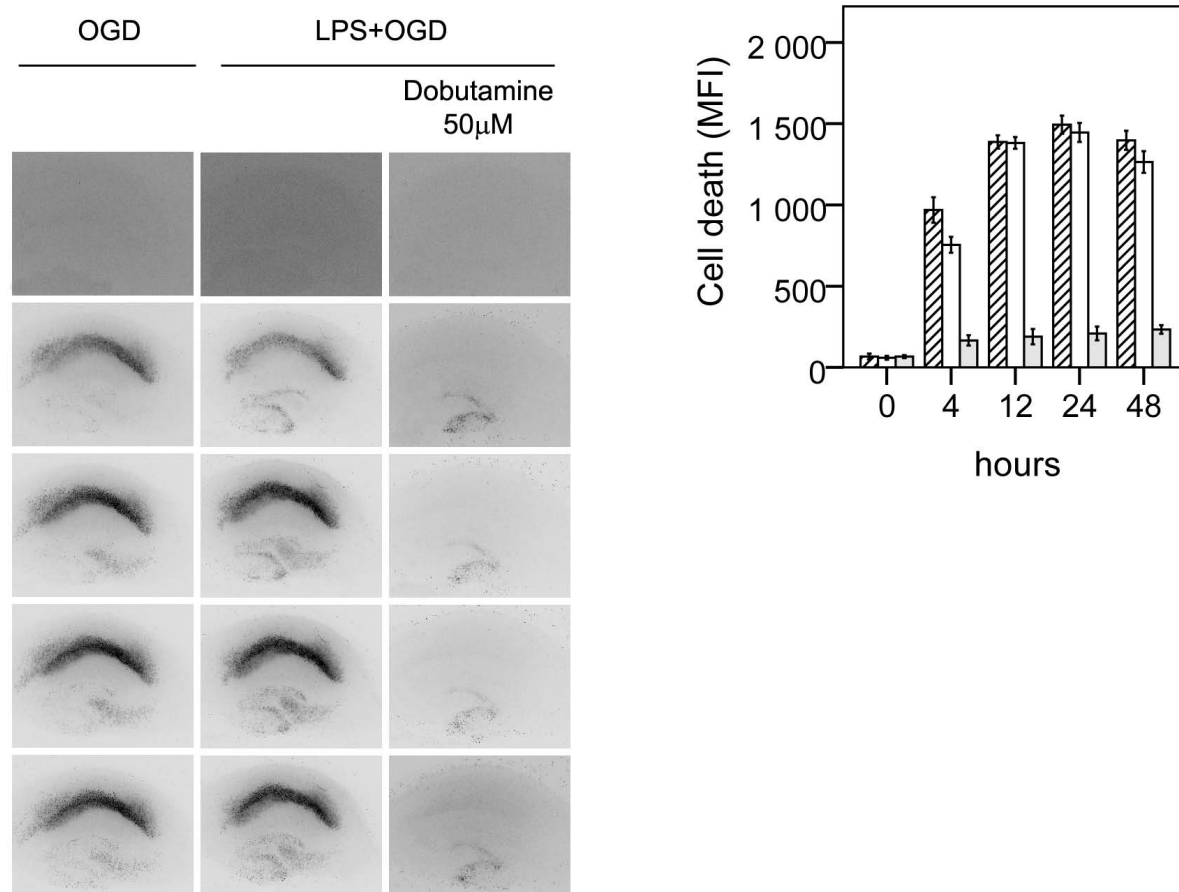 OGD
LPS+OGD
Dobutamine
50µM
Cell death (MFI)
2 000
1 500
1 000
500
0
0 4 12 24 48
hours